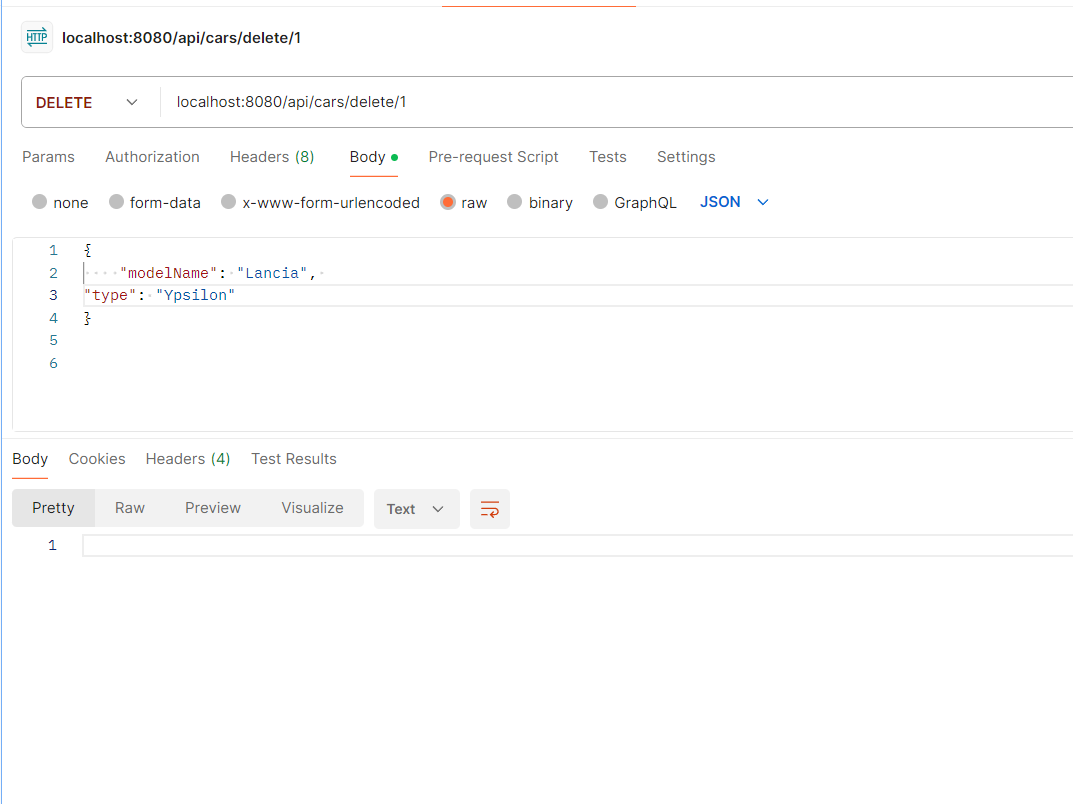 HTTP localhost:8080/api/cars/delete/1
DELETE localhost:8080/api/cars/delete/1
Params Authorization Headers (8) Body Pre-request Script Tests Settings
none form-data x-www-form-urlencoded raw binary GraphQL JSON
1 {
2 ····"modelName":·"Lancia",·
3 "type":·"Ypsilon"
4 }
5
6
Body Cookies Headers (4) Test Results
Pretty Raw Preview Visualize Text
1